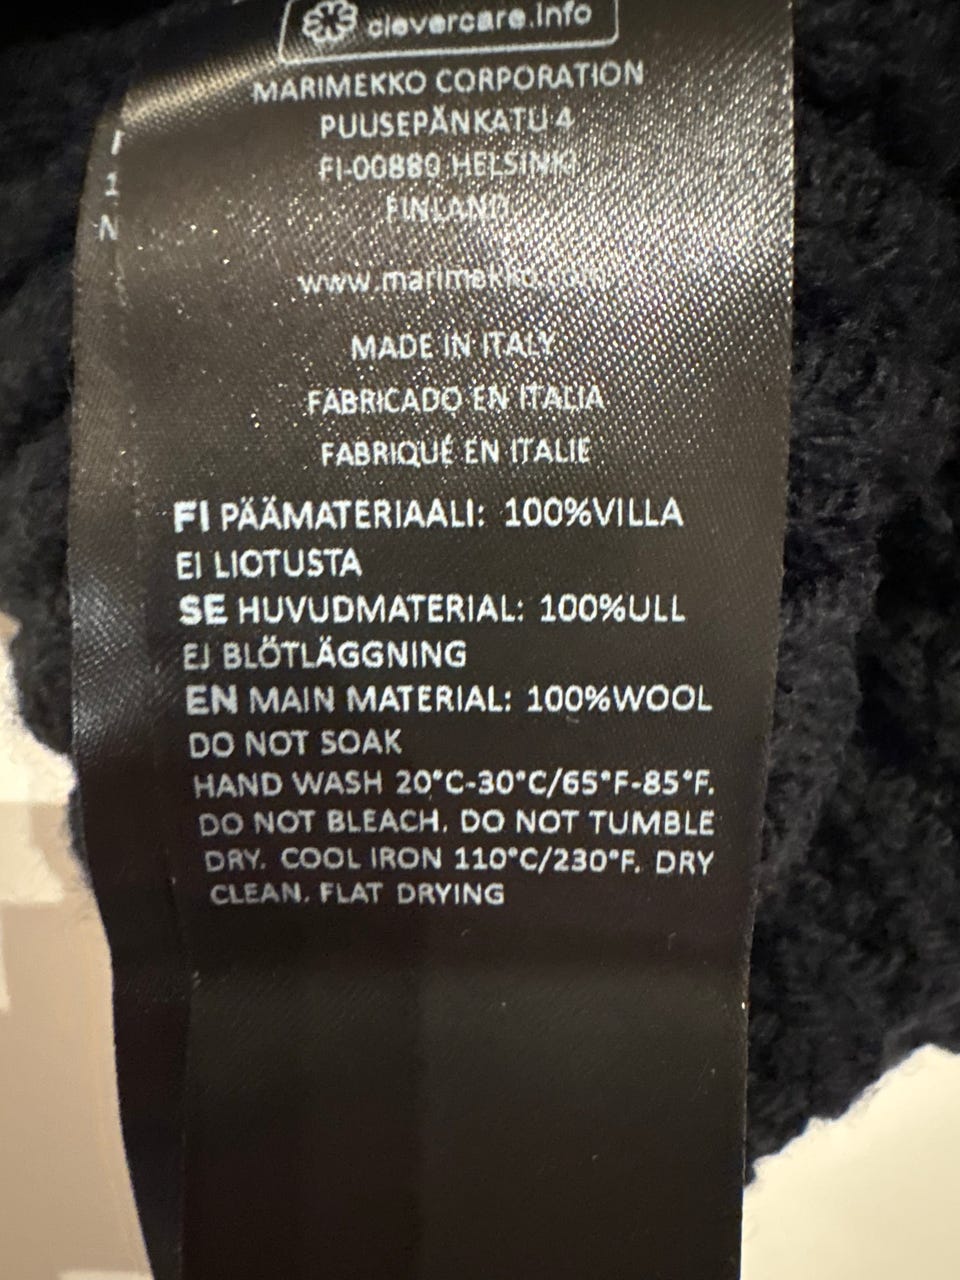 clevercare.info
MARIMEKKO CORPORATION
PUUSEPÄNKATU 4
FI-00880 HELSINKI
FINLAND
www.marimekko.com
MADE IN ITALY
FABRICADO EN ITALIA
FABRIQUÉ EN ITALIE
FI PÄÄMATERIAALI: 100%VILLA
EI LIOTUSTA
SE HUVUDMATERIAL: 100%ULL
EJ BLÖTLÄGGNING
EN MAIN MATERIAL: 100%WOOL
DO NOT SOAK
HAND WASH 20°C-30°C/65°F-85°F.
DO NOT BLEACH. DO NOT TUMBLE
DRY. COOL IRON 110°C/230°F. DRY
CLEAN. FLAT DRYING